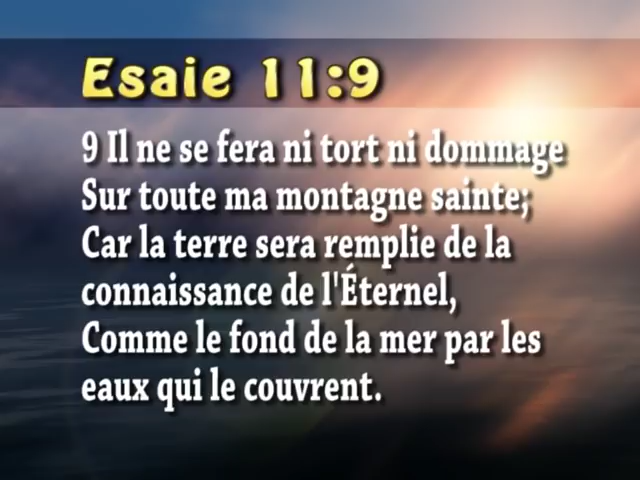 Esaie 11:9
9 Il ne se fera ni tort ni dommage
Sur toute ma montagne sainte;
Car la terre sera remplie de la
connaissance de l'Éternel,
Comme le fond de la mer par les
eaux qui le couvrent.